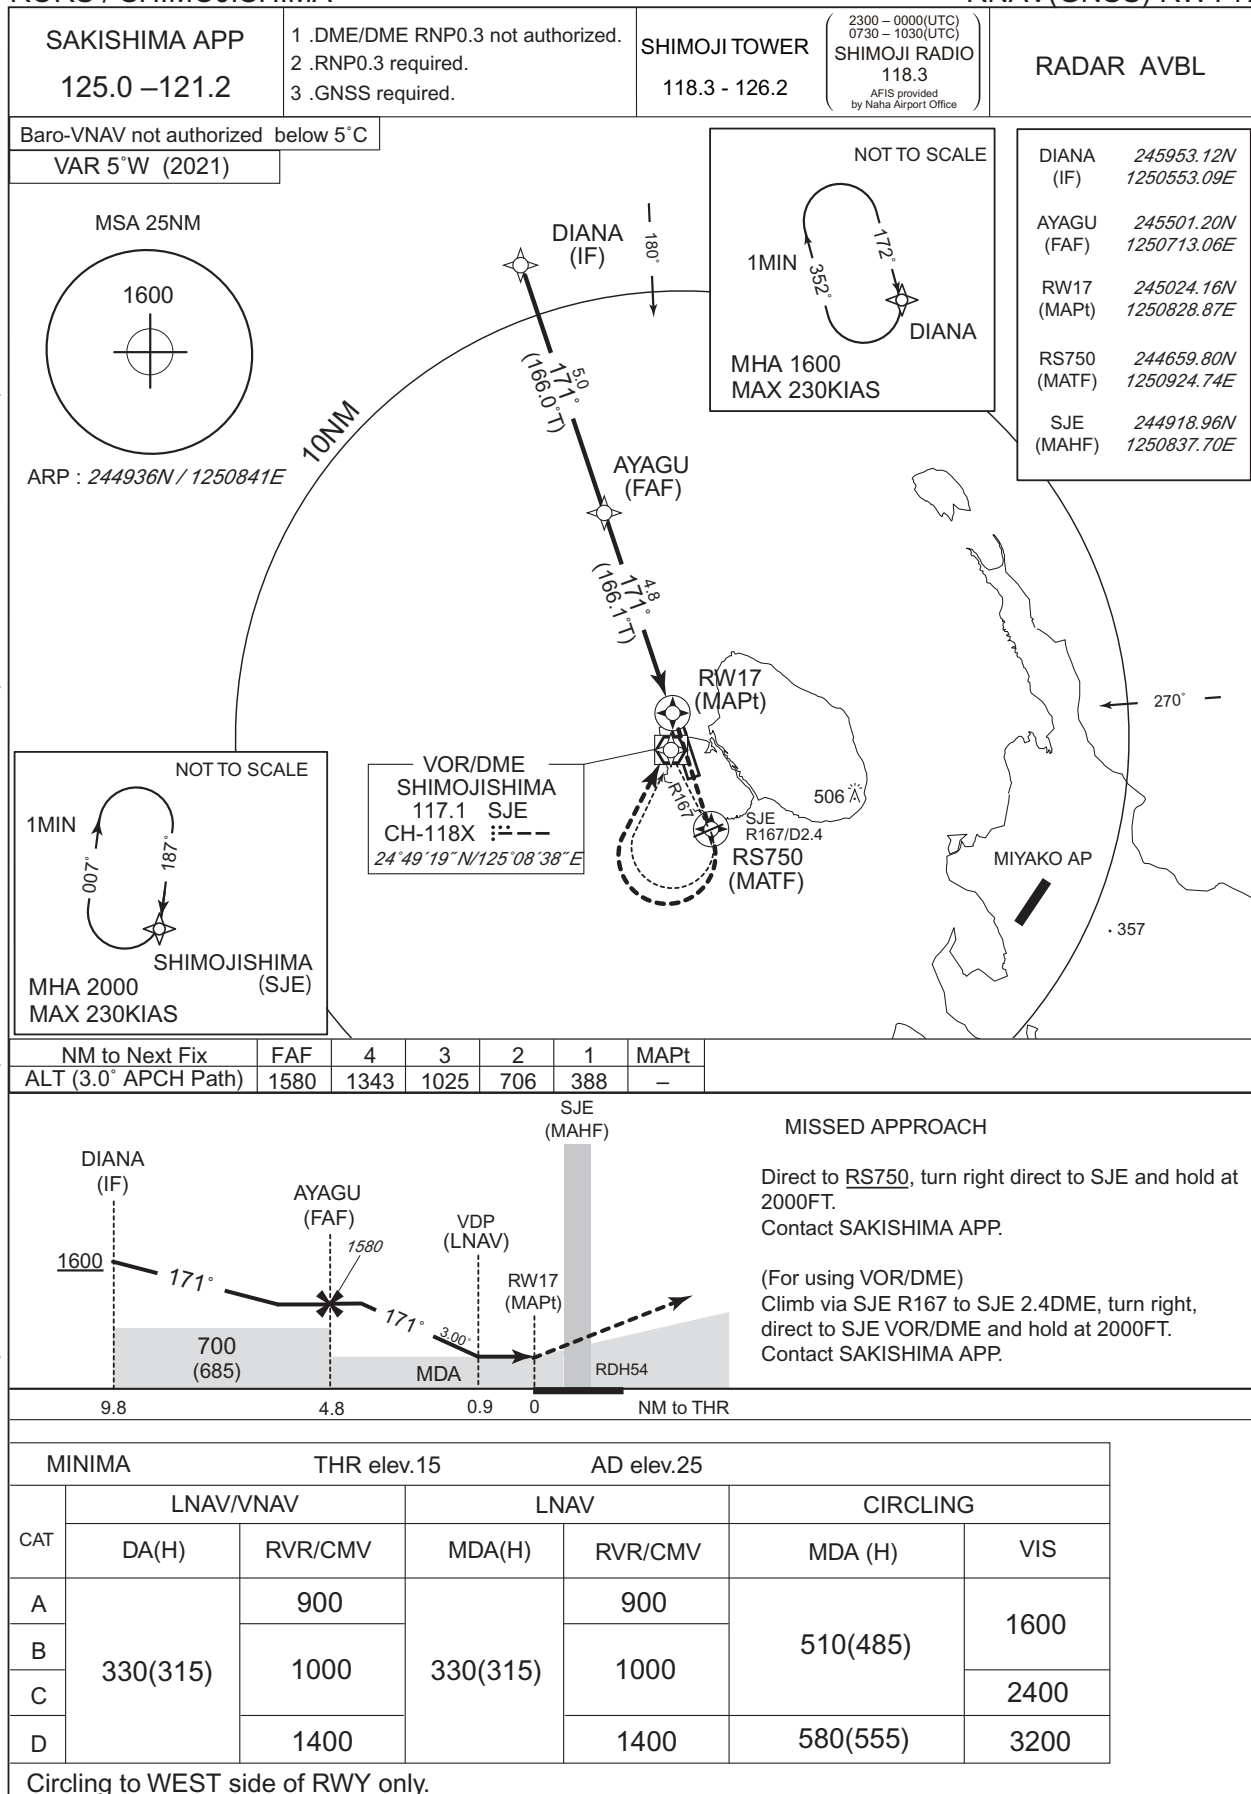 SAKISHIMA APP
125.0 –121.2
1 .DME/DME RNP0.3 not authorized.
2 .RNP0.3 required.
3 .GNSS required.
SHIMOJI TOWER
118.3 - 126.2
2300 – 0000(UTC)
0730 – 1030(UTC)
SHIMOJI RADIO
118.3
AFIS provided
by Naha Airport Office
RADAR AVBL
Baro-VNAV not authorized below 5°C
VAR 5°W (2021)
MSA 25NM
1600
ARP : 244936N / 1250841E
10NM
DIANA
(IF)
180°
5.0
171°
(166.0°T)
AYAGU
(FAF)
4.8
171°
(166.1°T)
RW17
(MAPt)
NOT TO SCALE
1MIN
352°
172°
DIANA
MHA 1600
MAX 230KIAS
DIANA 245953.12N
(IF) 1250553.09E
AYAGU 245501.20N
(FAF) 1250713.06E
RW17 245024.16N
(MAPt) 1250828.87E
RS750 244659.80N
(MATF) 1250924.74E
SJE 244918.96N
(MAHF) 1250837.70E
270°
NOT TO SCALE
1MIN
007°
187°
SHIMOJISHIMA
(SJE)
MHA 2000
MAX 230KIAS
VOR/DME
SHIMOJISHIMA
117.1 SJE
CH-118X
24°49´19˝N/125°08´38˝E
R167
SJE
R167/D2.4
RS750
(MATF)
506
MIYAKO AP
357
NM to Next Fix FAF 4 3 2 1 MAPt
ALT (3.0° APCH Path) 1580 1343 1025 706 388 –
SJE
(MAHF)
DIANA
(IF)
AYAGU
(FAF)
1580
VDP
(LNAV)
RW17
(MAPt)
1600
171°
171°
3.00°
700
(685)
MDA
RDH54
9.8 4.8 0.9 0 NM to THR
MISSED APPROACH
Direct to RS750, turn right direct to SJE and hold at
2000FT.
Contact SAKISHIMA APP.
(For using VOR/DME)
Climb via SJE R167 to SJE 2.4DME, turn right,
direct to SJE VOR/DME and hold at 2000FT.
Contact SAKISHIMA APP.
MINIMA THR elev.15 AD elev.25
CAT LNAV/VNAV LNAV CIRCLING
DA(H) RVR/CMV MDA(H) RVR/CMV MDA (H) VIS
A 900 900
B 330(315) 1000 330(315) 1000 510(485) 1600
C 2400
D 1400 1400 580(555) 3200
Circling to WEST side of RWY only.